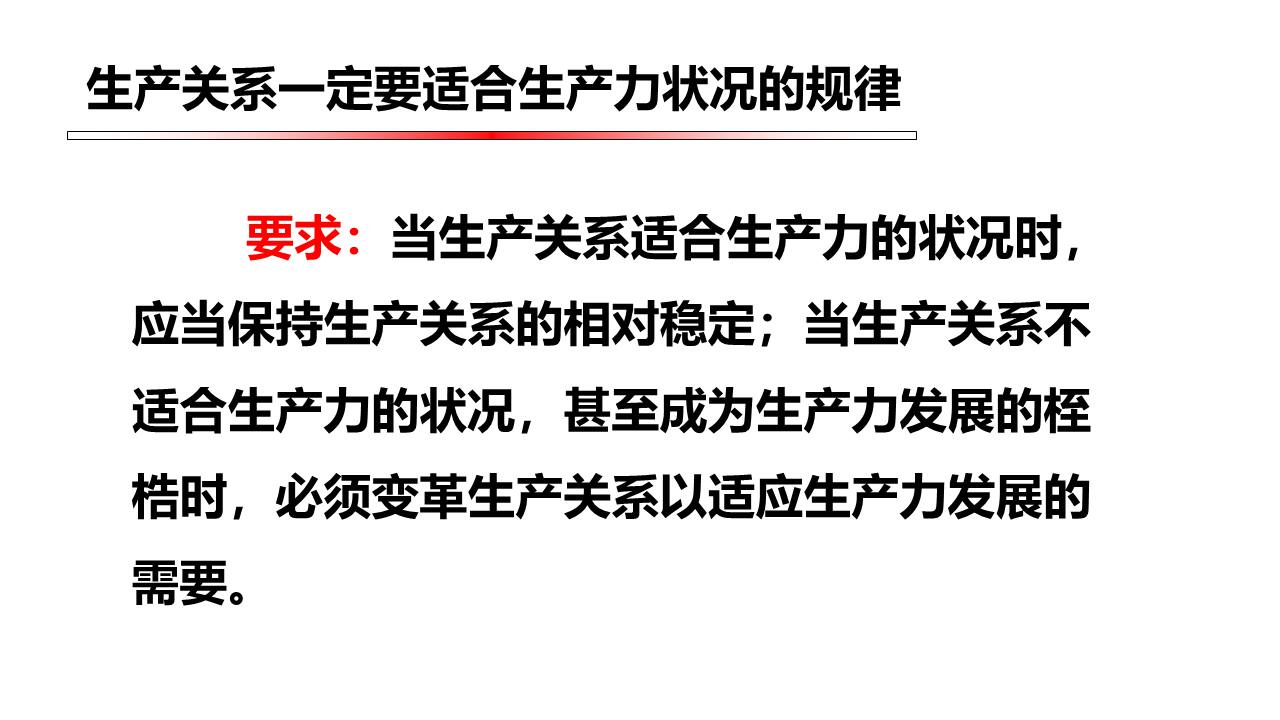 生产关系一定要适合生产力状况的规律
要求：当生产关系适合生产力的状况时，
应当保持生产关系的相对稳定；当生产关系不
适合生产力的状况，甚至成为生产力发展的桎
梏时，必须变革生产关系以适应生产力发展的
需要。